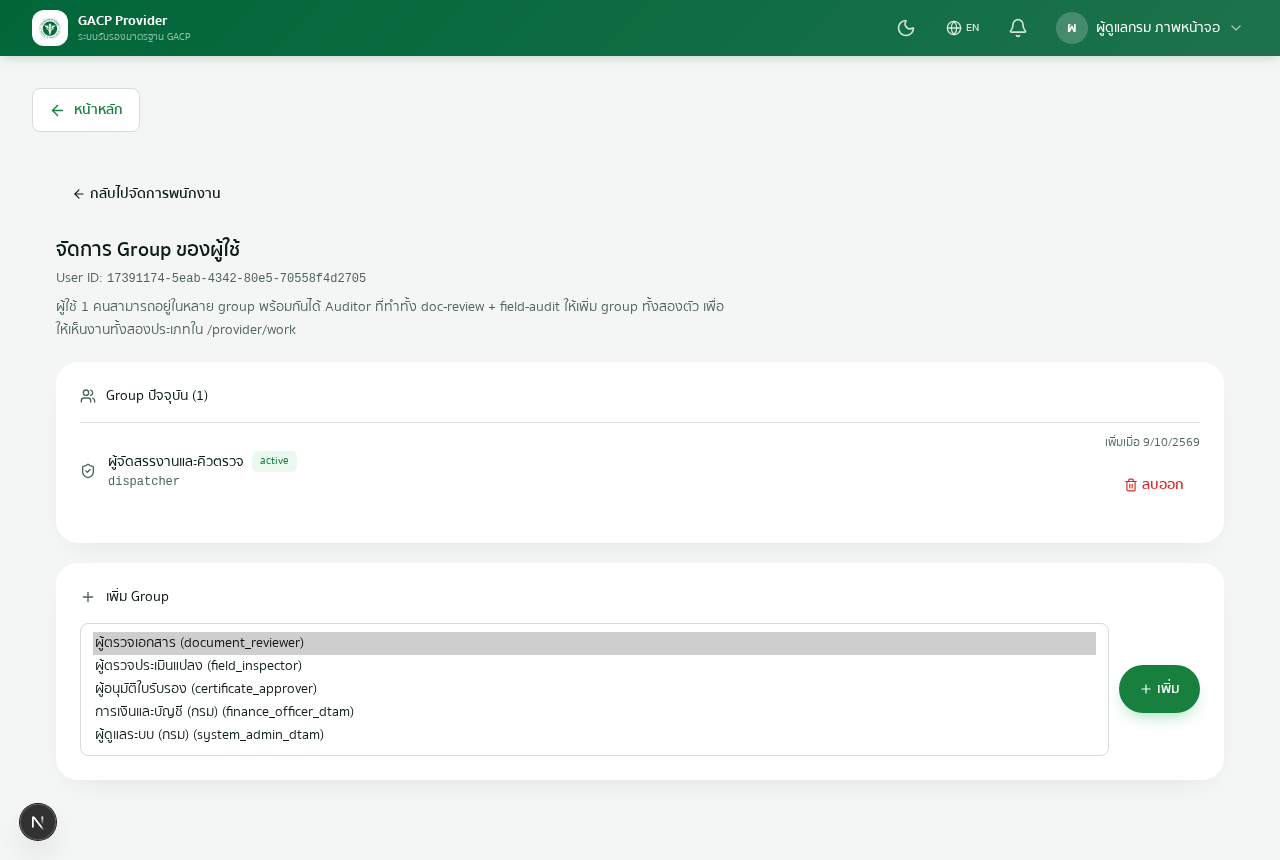 GACP Provider
ระบบรับรองมาตรฐาน GACP
EN
ผ
ผู้ดูแลกรม ภาพหน้าจอ
หน้าหลัก
กลับไปจัดการพนักงาน
จัดการ Group ของผู้ใช้
User ID: 17391174-5eab-4342-80e5-70558f4d2705
ผู้ใช้ 1 คนสามารถอยู่ในหลาย group พร้อมกันได้ Auditor ที่ทำทั้ง doc-review + field-audit ให้เพิ่ม group ทั้งสองตัว เพื่อ
ให้เห็นงานทั้งสองประเภทใน /provider/work
Group ปัจจุบัน (1)
เพิ่มเมื่อ 9/10/2569
ผู้จัดสรรงานและคิวตรวจ active
dispatcher
ลบออก
เพิ่ม Group
ผู้ตรวจเอกสาร (document_reviewer)
ผู้ตรวจประเมินแปลง (field_inspector)
ผู้อนุมัติใบรับรอง (certificate_approver)
การเงินและบัญชี (กรม) (finance_officer_dtam)
ผู้ดูแลระบบ (กรม) (system_admin_dtam)
เพิ่ม
N